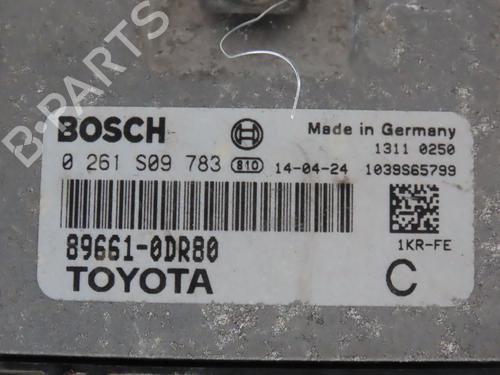 B-PARTS
BOSCH
Made in Germany
1311 0250
0 261 S09 783 810 14-04-24 1039S65799
89661-0DR80
1KR-FE
TOYOTA
C